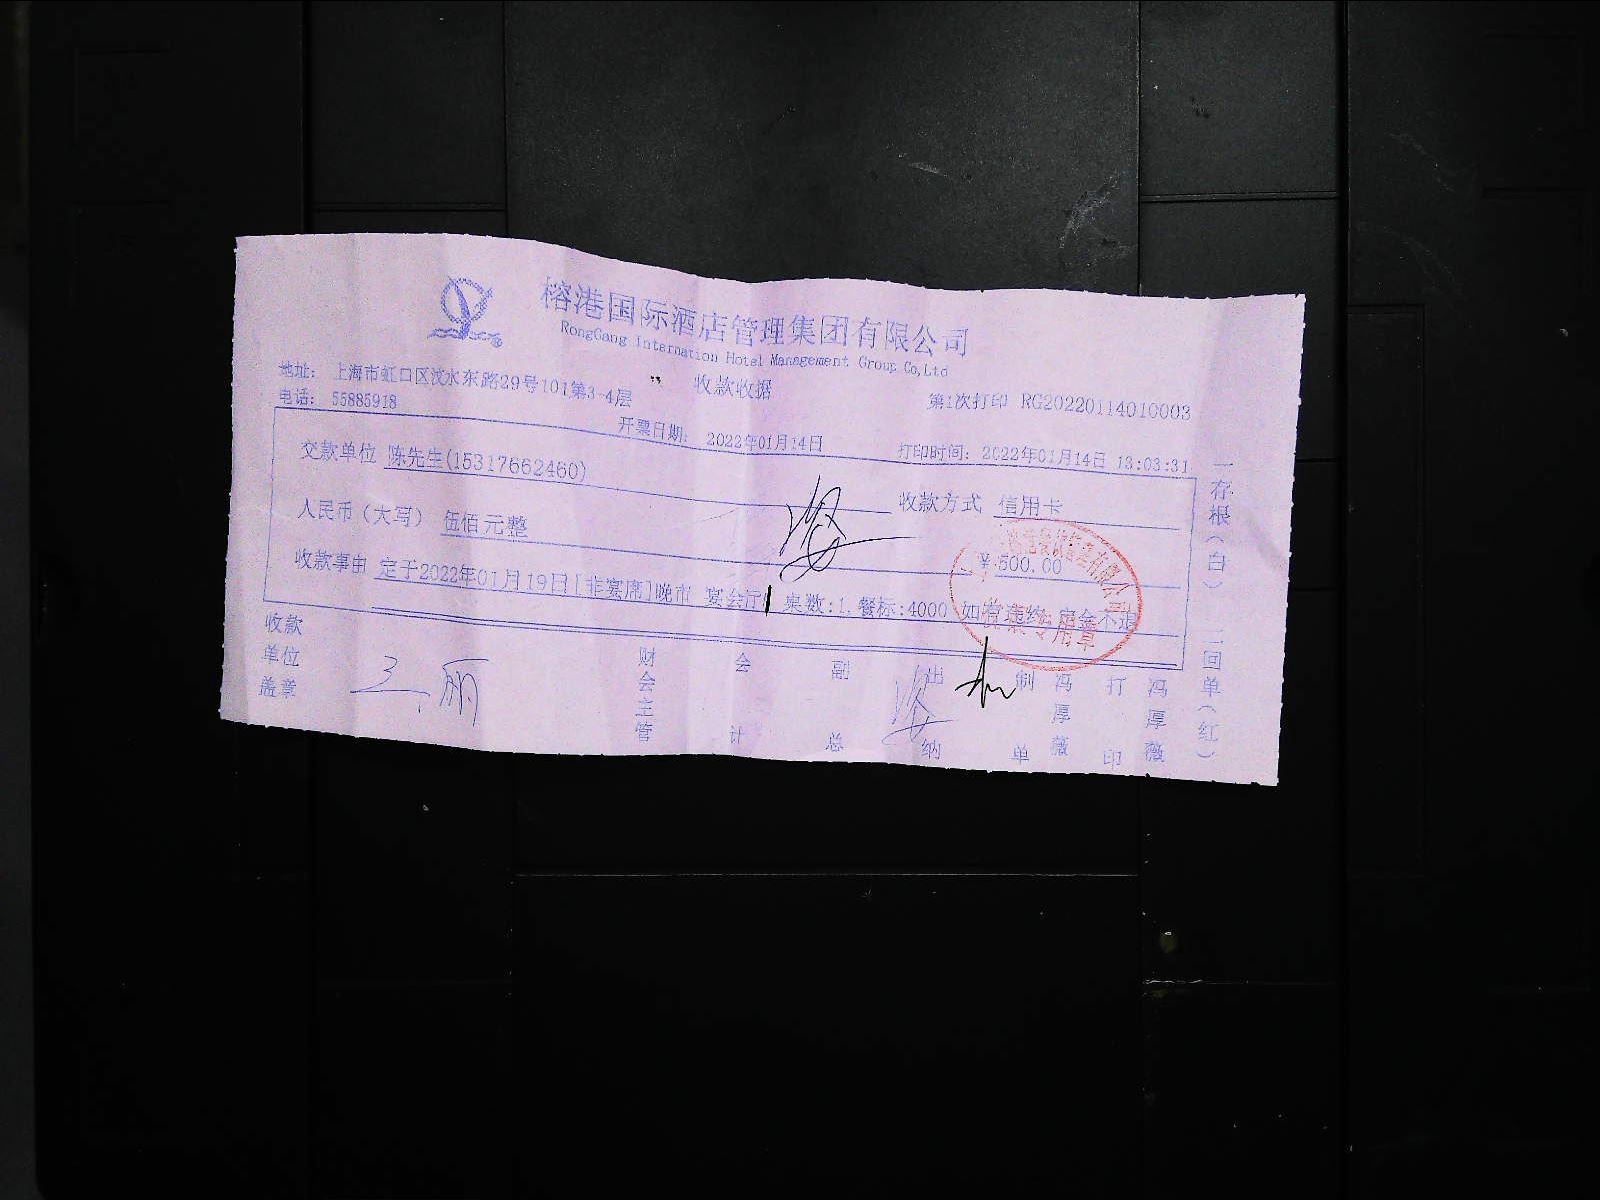 榕港国际酒店管理集团有限公司
RongGang Internation Hotel Management Group Co,Ltd
地址: 上海市虹口区汶水东路29号101第3-4层
收款收据
第1次打印 RG20220114010003
电话: 55885918
开票日期: 2022年01月14日
打印时间: 2022年01月14日 13:03:31
交款单位 陈先生(15317662460)
收款方式 信用卡
人民币(大写) 伍佰元整
¥ 500.00
收款事由 定于2022年01月19日[非宴席]晚市 宴会厅 桌数:1,餐标:4000 如有违约 定金不退
收款单位盖章
财会主管
会计
副总
出纳
制单 冯厚薇
打印 冯厚薇
一存根(白) 二回单(红)